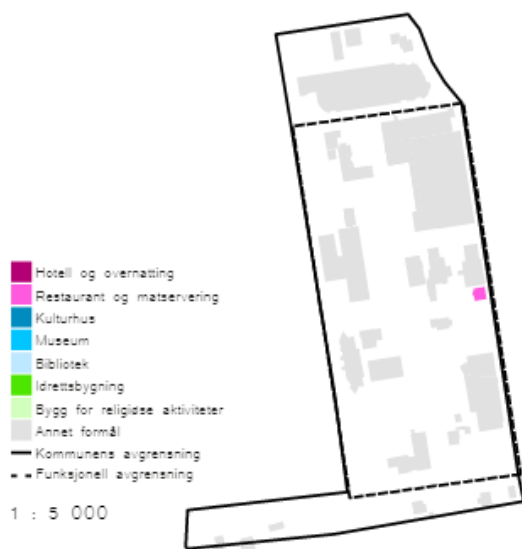 Hotell og overnatting
Restaurant og matservering
Kulturhus
Museum
Bibliotek
Idrettsbygning
Bygg for religiøse aktiviteter
Annet formål
Kommunens avgrensning
Funksjonell avgrensning
1 : 5 000